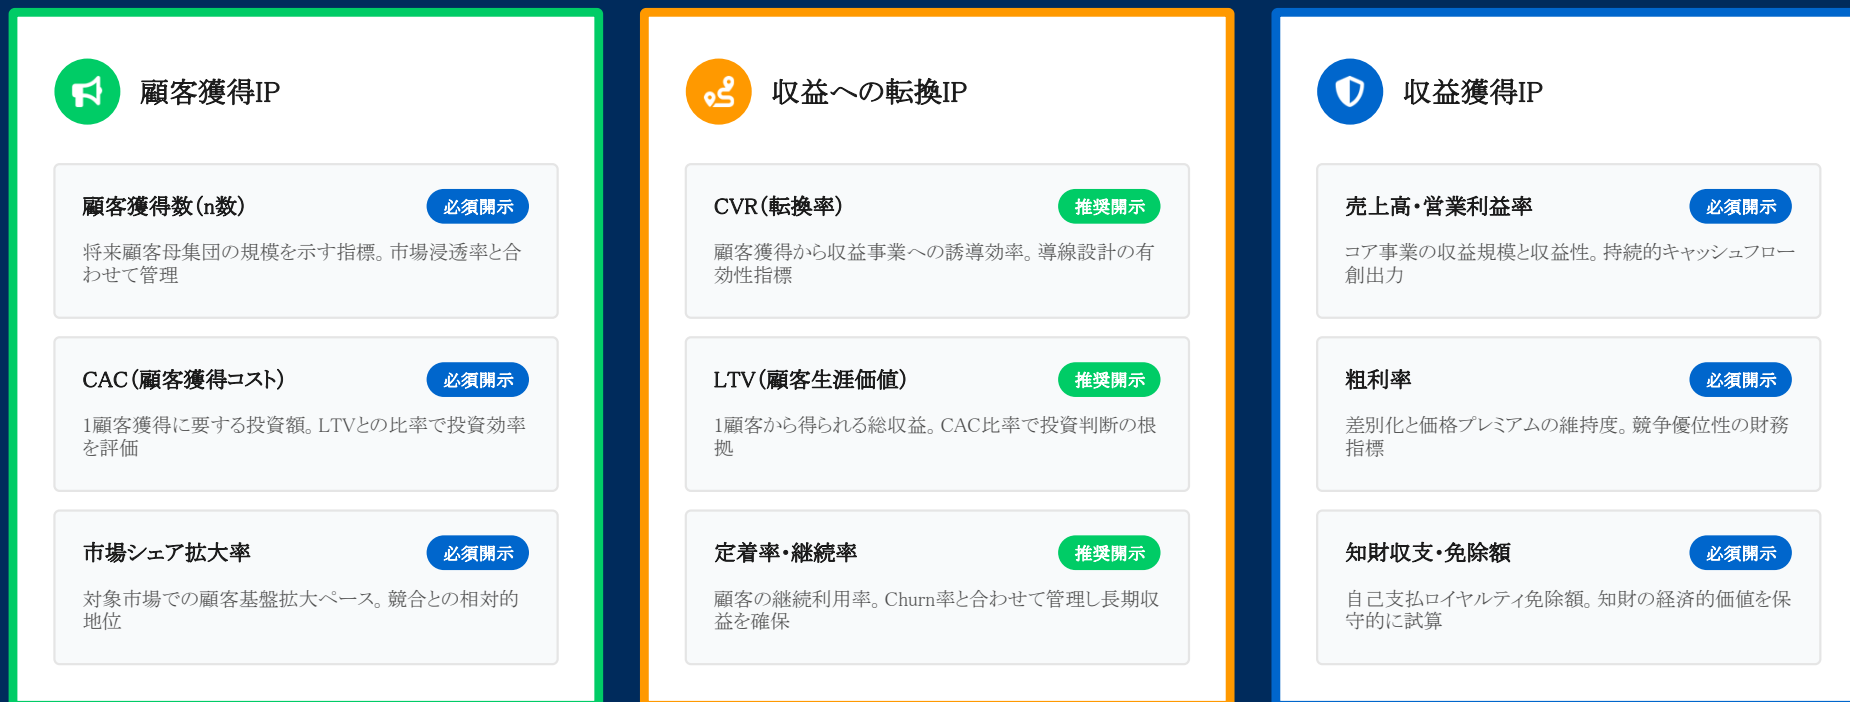 顧客獲得IP
顧客獲得数（n数）
必須開示
将来顧客母集団の規模を示す指標。市場浸透率と合
わせて管理
CAC（顧客獲得コスト）
必須開示
1顧客獲得に要する投資額。LTVとの比率で投資効率
を評価
市場シェア拡大率
必須開示
対象市場での顧客基盤拡大ペース。競合との相対的
地位
収益への転換IP
CVR（転換率）
推奨開示
顧客獲得から収益事業への誘導効率。導線設計の有
効性指標
LTV（顧客生涯価値）
推奨開示
1顧客から得られる総収益。CAC比率で投資判断の根
拠
定着率・継続率
推奨開示
顧客の継続利用率。Churn率と合わせて管理し長期収
益を確保
収益獲得IP
売上高・営業利益率
必須開示
コア事業の収益規模と収益性。持続的キャッシュフロー
創出力
粗利率
必須開示
差別化と価格プレミアムの維持度。競争優位性の財務
指標
知財収支・免除額
必須開示
自己支払ロイヤルティ免除額。知財の経済的価値を保
守的に試算